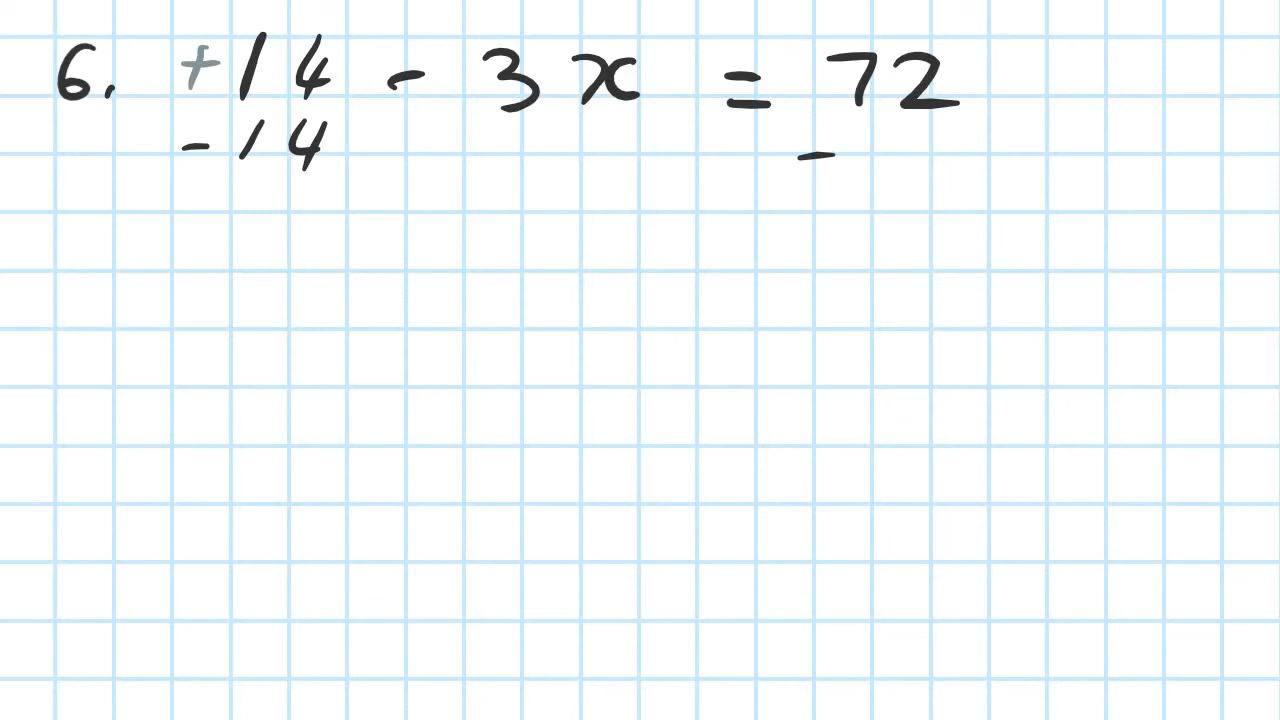 6. +14 - 3x = 72
-14 -